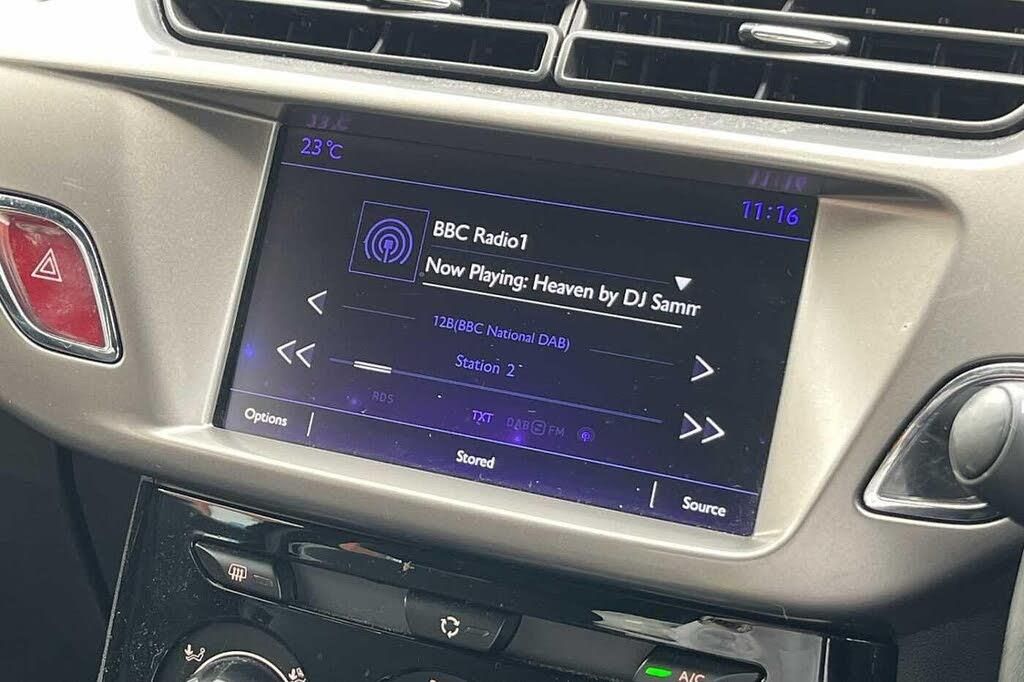 23°C
11:16
BBC Radio1
Now Playing: Heaven by DJ Samm
12B(BBC National DAB)
Station 2
RDS
TXT DAB FM
Options
Stored
Source
A/C